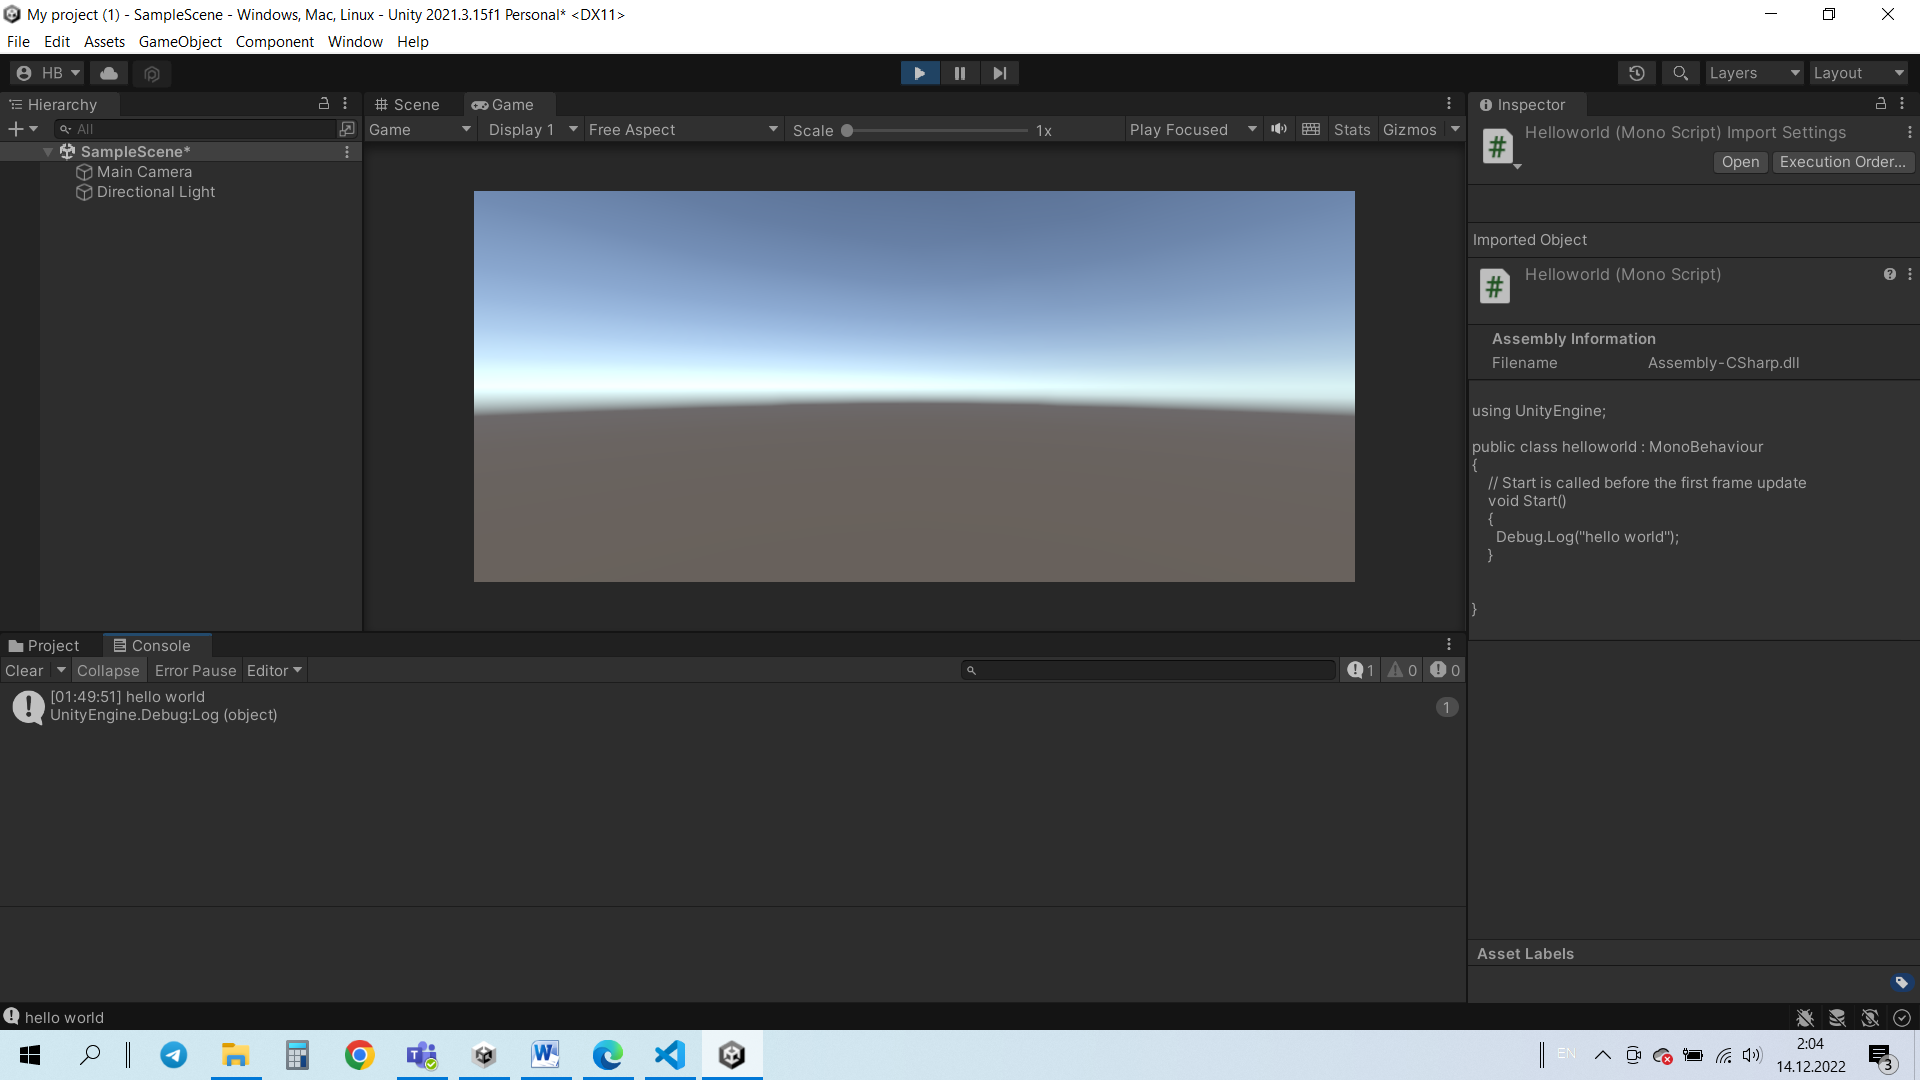 My project (1) - SampleScene - Windows, Mac, Linux - Unity 2021.3.15f1 Personal* <DX11>
File Edit Assets GameObject Component Window Help
HB Layers Layout
Hierarchy
All
SampleScene*
Main Camera
Directional Light
Scene Game
Game Display 1 Free Aspect Scale 1x Play Focused Stats Gizmos
Inspector
Helloworld (Mono Script) Import Settings
Open Execution Order...
Imported Object
Helloworld (Mono Script)
Assembly Information
Filename Assembly-CSharp.dll
using UnityEngine;
public class helloworld : MonoBehaviour
{
// Start is called before the first frame update
void Start()
{
Debug.Log("hello world");
}
}
Asset Labels
Project Console
Clear Collapse Error Pause Editor 1 0 0
[01:49:51] hello world
UnityEngine.Debug:Log (object)
1
hello world
EN
2:04
14.12.2022
3